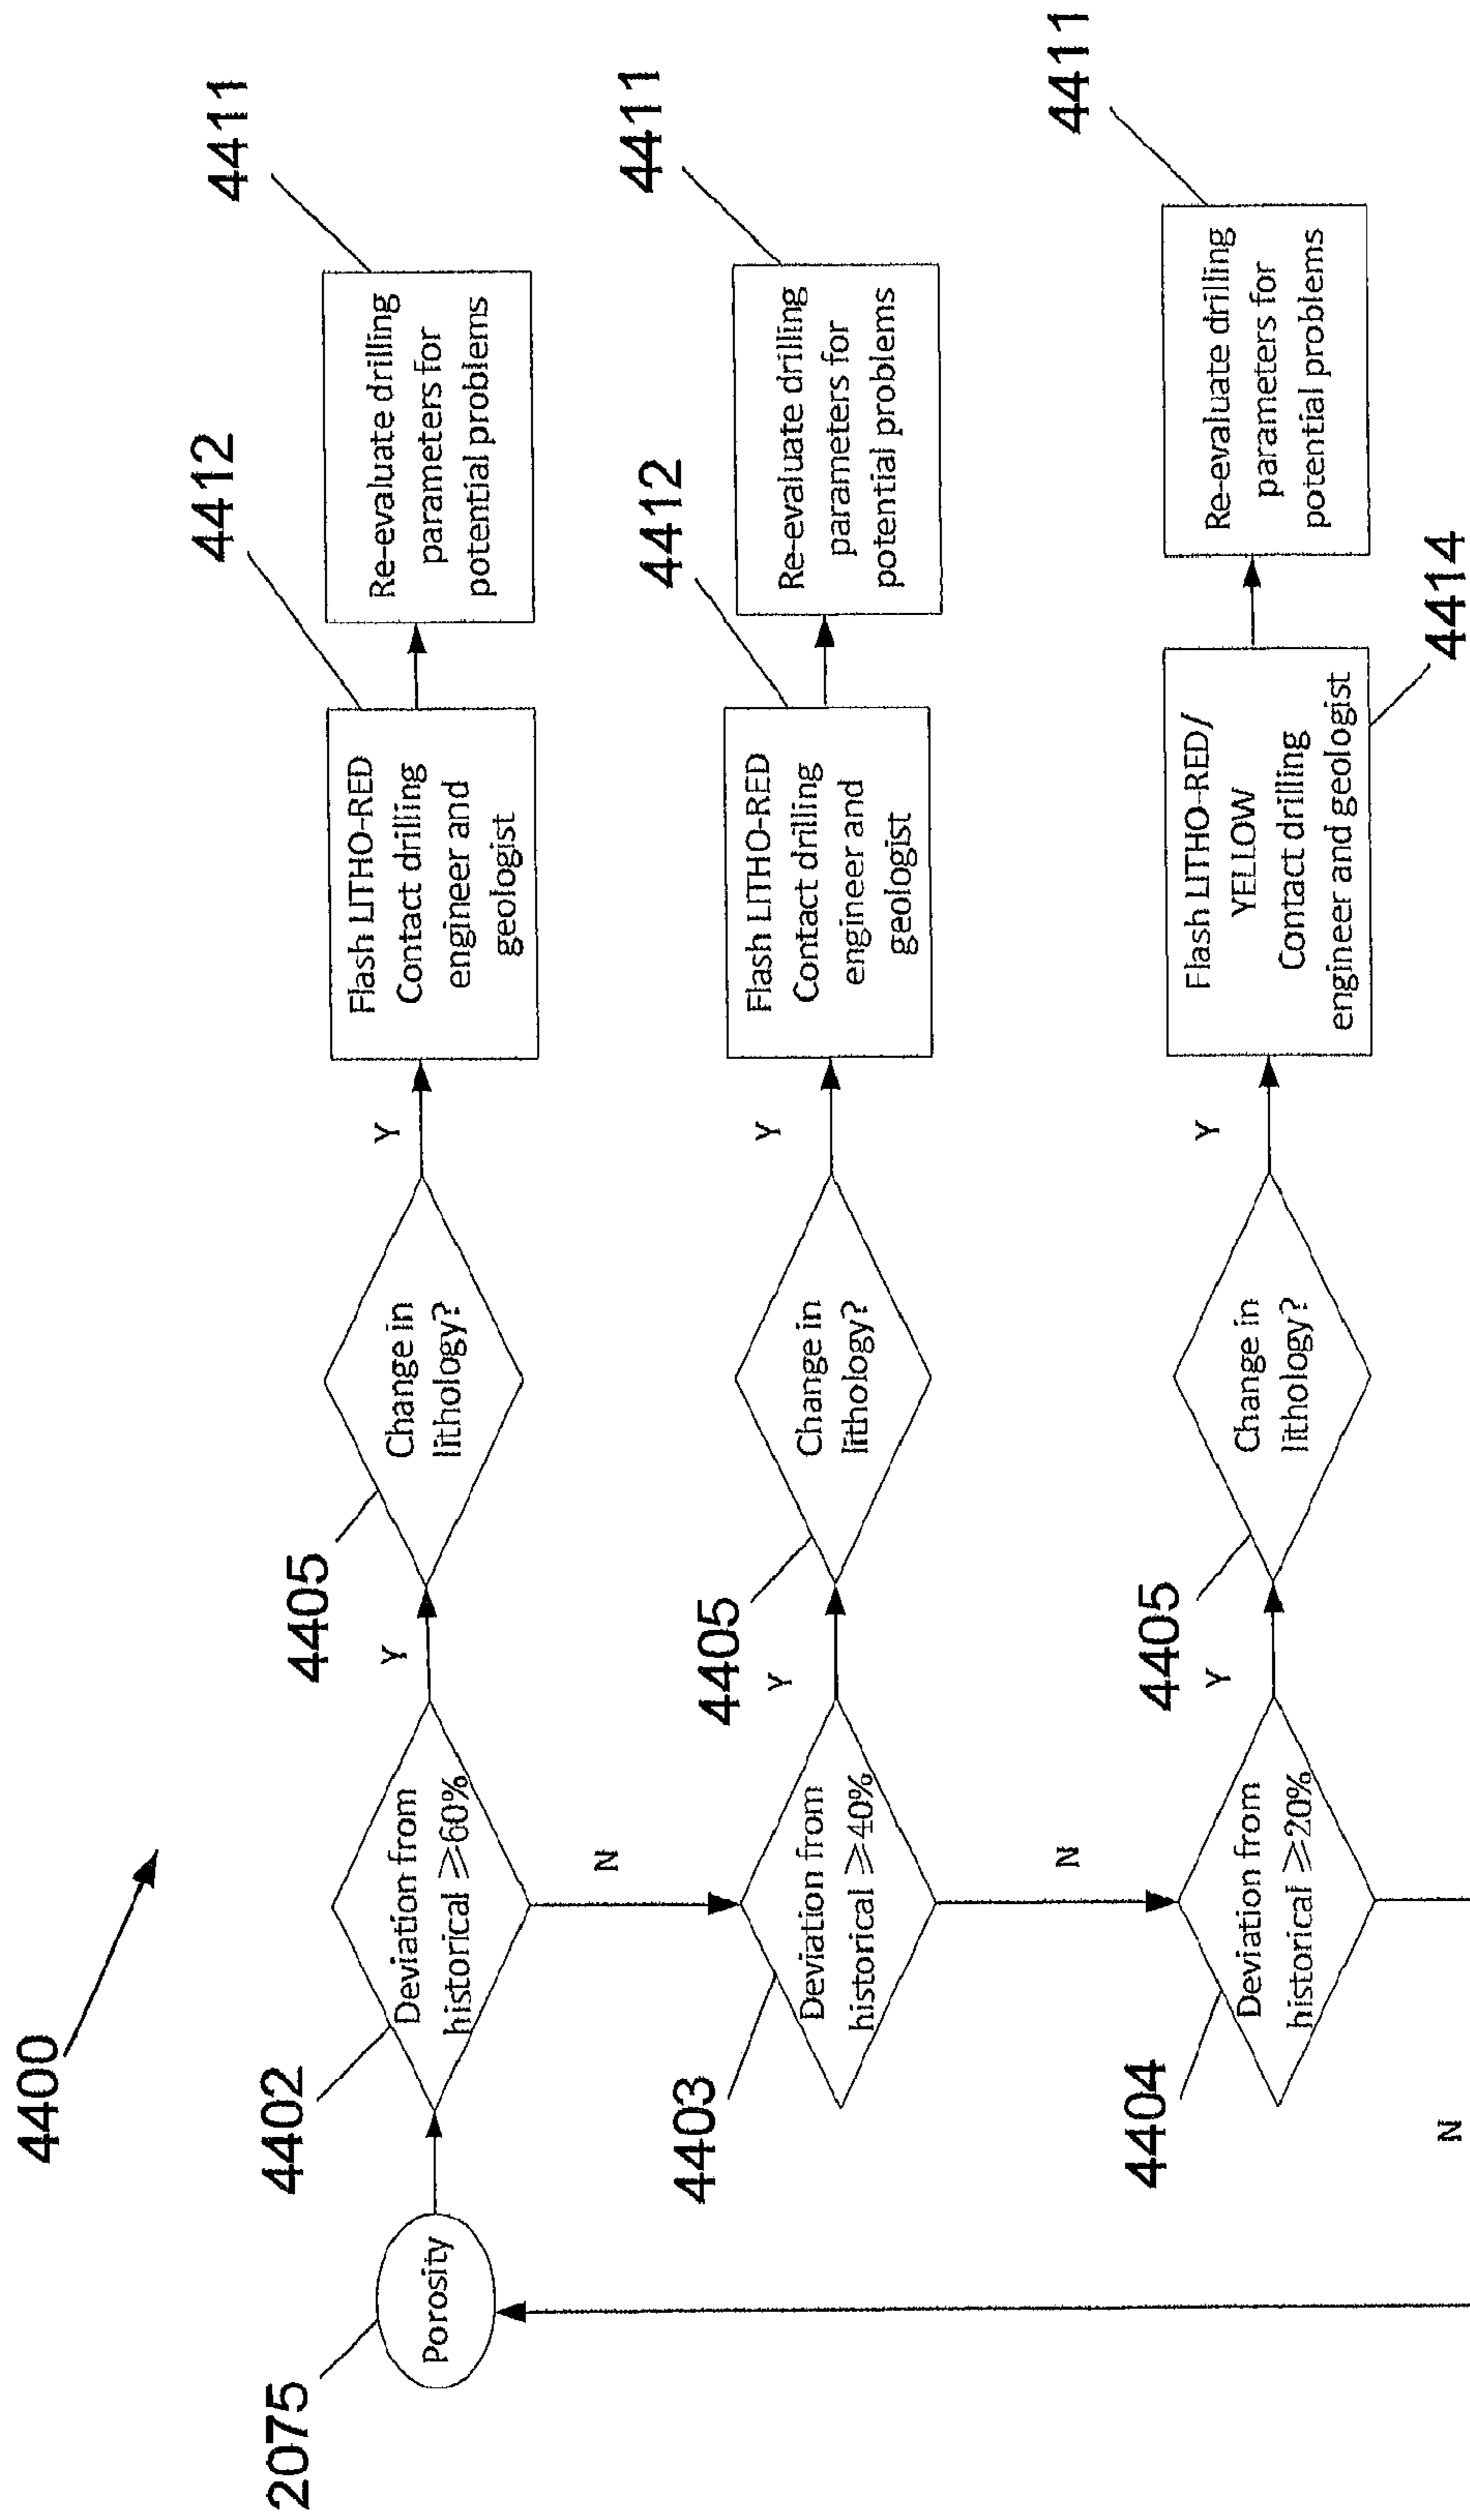 4400
2075
Porosity
4402
Deviation from
historical ⩾60%
Y
4405
Change in
lithology?
Y
4412
Flash LITHO-RED
Contact drilling
engineer and
geologist
4411
Re-evaluate drilling
parameters for
potential problems
N
4403
Deviation from
historical ⩾40%
Y
4405
Change in
lithology?
Y
4412
Flash LITHO-RED
Contact drilling
engineer and
geologist
4411
Re-evaluate drilling
parameters for
potential problems
N
4404
Deviation from
historical ⩾20%
Y
4405
Change in
lithology?
Y
Flash LITHO-RED/
YELLOW
Contact drilling
engineer and geologist
4414
4411
Re-evaluate drilling
parameters for
potential problems
N